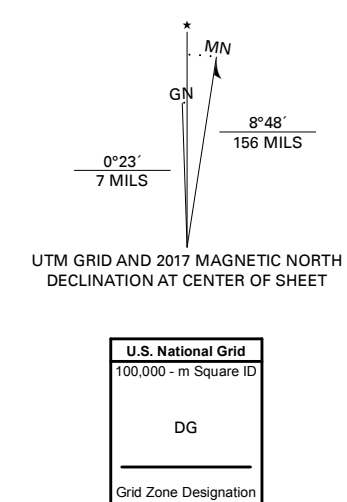 ★
MN
GN
8°48´
156 MILS
0°23´
7 MILS
UTM GRID AND 2017 MAGNETIC NORTH
DECLINATION AT CENTER OF SHEET
U.S. National Grid
100,000 - m Square ID
DG
Grid Zone Designation